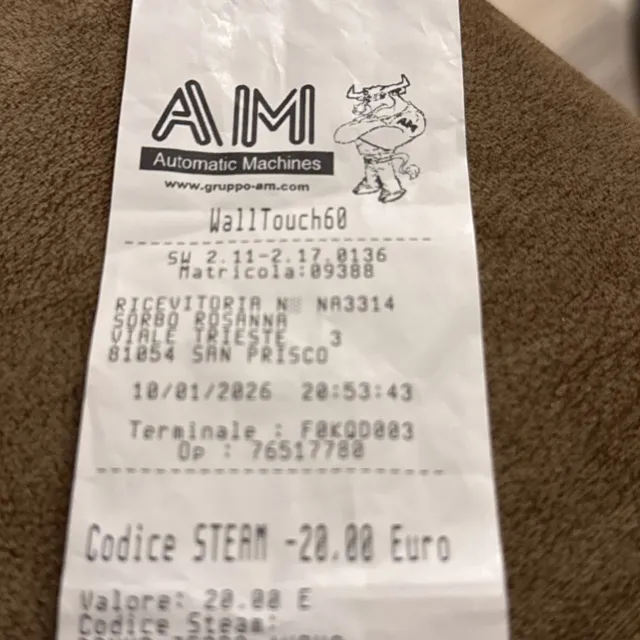 AM
Automatic Machines
www.gruppo-am.com
WallTouch60
SW 2.11-2.17.0136
Matricola:09388
RICEVITORIA N NA3314
SORBO ROSANNA
VIALE TRIESTE 3
81054 SAN PRISCO
10/01/2026 20:53:43
Terminale : F0KQD003
Op : 76517780
Codice STEAM -20.00 Euro
Valore: 20.00 E
Codice Steam: